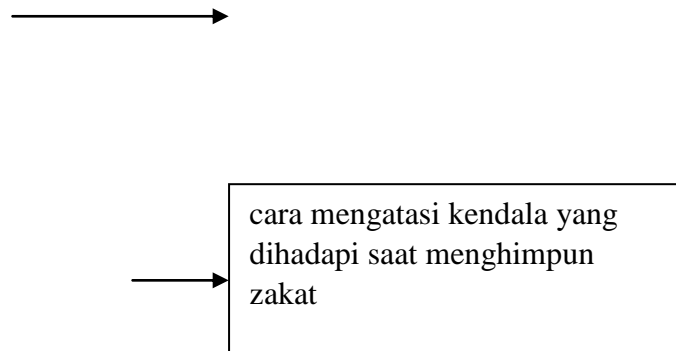 cara mengatasi kendala yang
dihadapi saat menghimpun
zakat